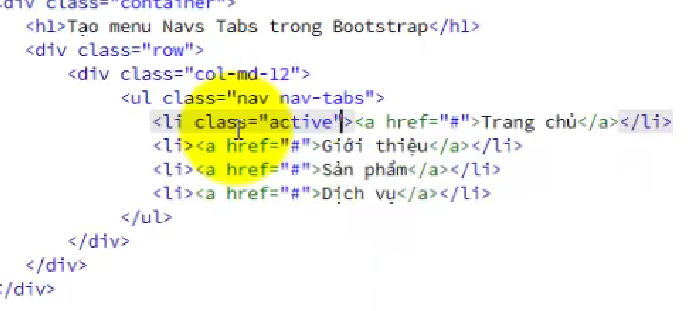 <div class="container">
<h1>Tạo menu Navs Tabs trong Bootstrap</h1>
<div class="row">
<div class="col-md-12">
<ul class="nav nav-tabs">
<li class="active"><a href="#">Trang chủ</a></li>
<li><a href="#">Giới thiệu</a></li>
<li><a href="#">Sản phẩm</a></li>
<li><a href="#">Dịch vụ</a></li>
</ul>
</div>
</div>
</div>